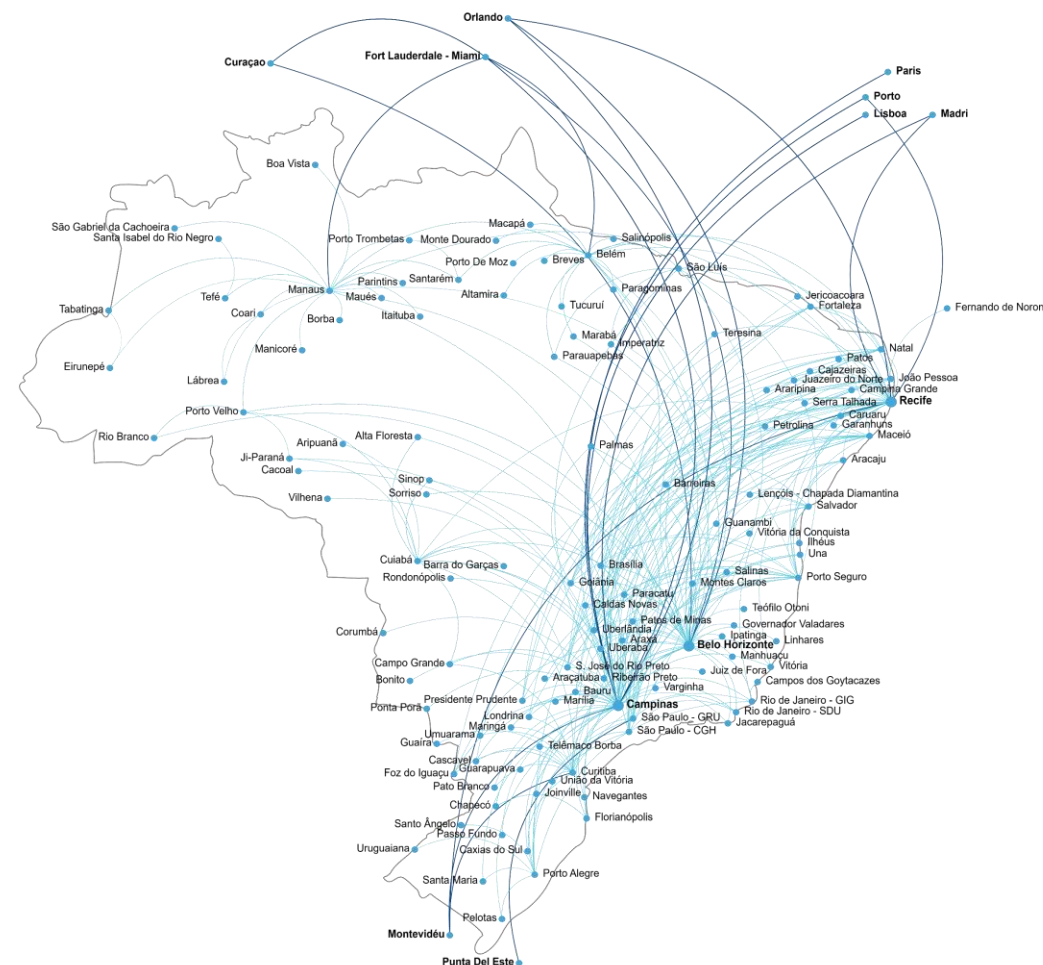 Orlando
Fort Lauderdale - Miami
Curaçao
Paris
Porto
Lisboa
Madri
Boa Vista
São Gabriel da Cachoeira
Santa Isabel do Rio Negro
Macapá
Porto Trombetas
Monte Dourado
Salinópolis
Porto De Moz
Breves
Belém
São Luís
Manaus
Parintins
Santarém
Maués
Altamira
Paragominas
Tefé
Jericoacoara
Fortaleza
Fernando de Noron
Tabatinga
Coari
Borba
Itaituba
Tucuruí
Teresina
Marabá
Imperatriz
Manicoré
Parauapebas
Natal
Patos
Eirunepé
Lábrea
Cajazeiras
Juazeiro do Norte
João Pessoa
Araripina
Campina Grande
Serra Talhada
Recife
Porto Velho
Caruaru
Petrolina
Garanhuns
Maceió
Rio Branco
Aripuanã
Alta Floresta
Palmas
Ji-Paraná
Cacoal
Aracaju
Sinop
Sorriso
Barreiras
Vilhena
Lençóis - Chapada Diamantina
Salvador
Guanambi
Vitória da Conquista
Ilhéus
Una
Cuiabá
Barra do Garças
Brasília
Rondonópolis
Goiânia
Salinas
Montes Claros
Porto Seguro
Paracatu
Caldas Novas
Teófilo Otoni
Patos de Minas
Governador Valadares
Corumbá
Uberlândia
Araxá
Uberaba
Ipatinga
Linhares
Belo Horizonte
Manhuaçu
Campo Grande
S. José do Rio Preto
Juiz de Fora
Vitória
Bonito
Araçatuba
Ribeirão Preto
Campos dos Goytacazes
Bauru
Varginha
Presidente Prudente
Marília
Campinas
Rio de Janeiro - GIG
Ponta Porã
Rio de Janeiro - SDU
Londrina
São Paulo - GRU
Jacarepaguá
Maringá
São Paulo - CGH
Umuarama
Guaíra
Telêmaco Borba
Cascavel
Guarapuava
Foz do Iguaçu
Curitiba
União da Vitória
Pato Branco
Joinville
Navegantes
Chapecó
Florianópolis
Santo Ângelo
Passo Fundo
Uruguaiana
Caxias do Sul
Porto Alegre
Santa Maria
Pelotas
Montevidéu
Punta Del Este